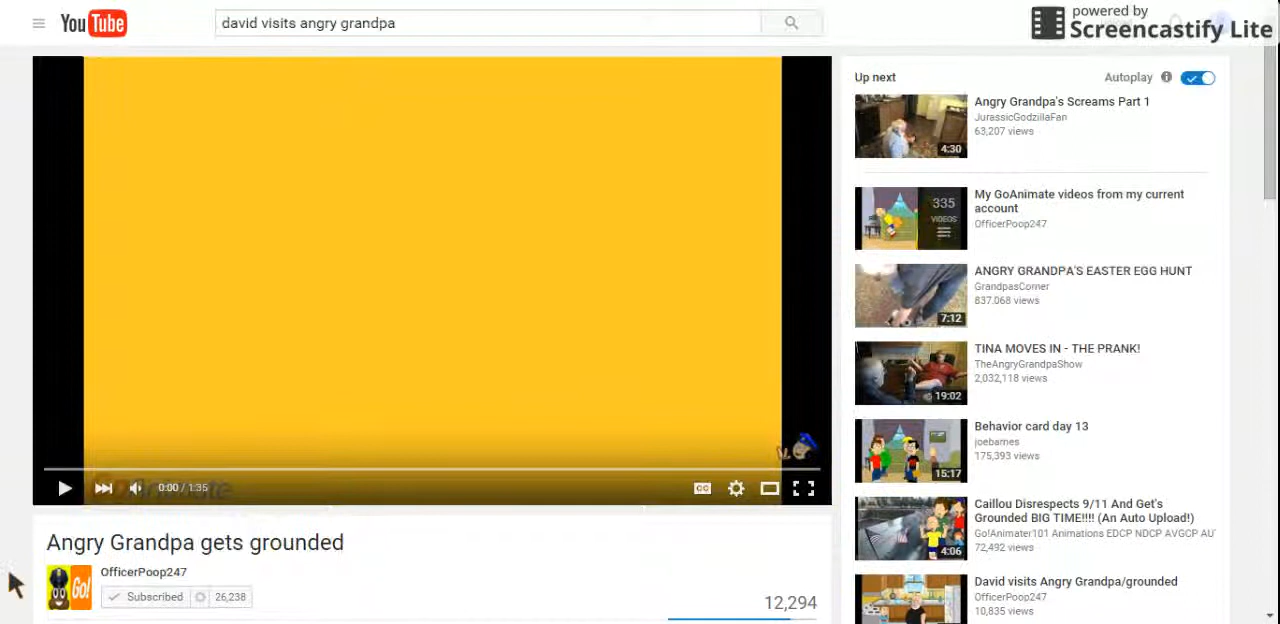 YouTube
david visits angry grandpa
powered by
Screencastify Lite
Up next
Autoplay
Angry Grandpa's Screams Part 1
JurassicGodzillaFan
63,207 views
4:30
My GoAnimate videos from my current
account
OfficerPoop247
335
VIDEOS
ANGRY GRANDPA'S EASTER EGG HUNT
GrandpasCorner
837,068 views
7:12
TINA MOVES IN - THE PRANK!
TheAngryGrandpaShow
2,032,118 views
19:02
Behavior card day 13
joebarnes
175,393 views
15:17
Caillou Disrespects 9/11 And Get's
Grounded BIG TIME!!!! (An Auto Upload!)
Go!Animater101 Animations EDCP NDCP AVGCP AU
72,492 views
4:06
David visits Angry Grandpa/grounded
OfficerPoop247
10,835 views
0:00 / 1:35
CC
Angry Grandpa gets grounded
Go!
OfficerPoop247
Subscribed
26,238
12,294